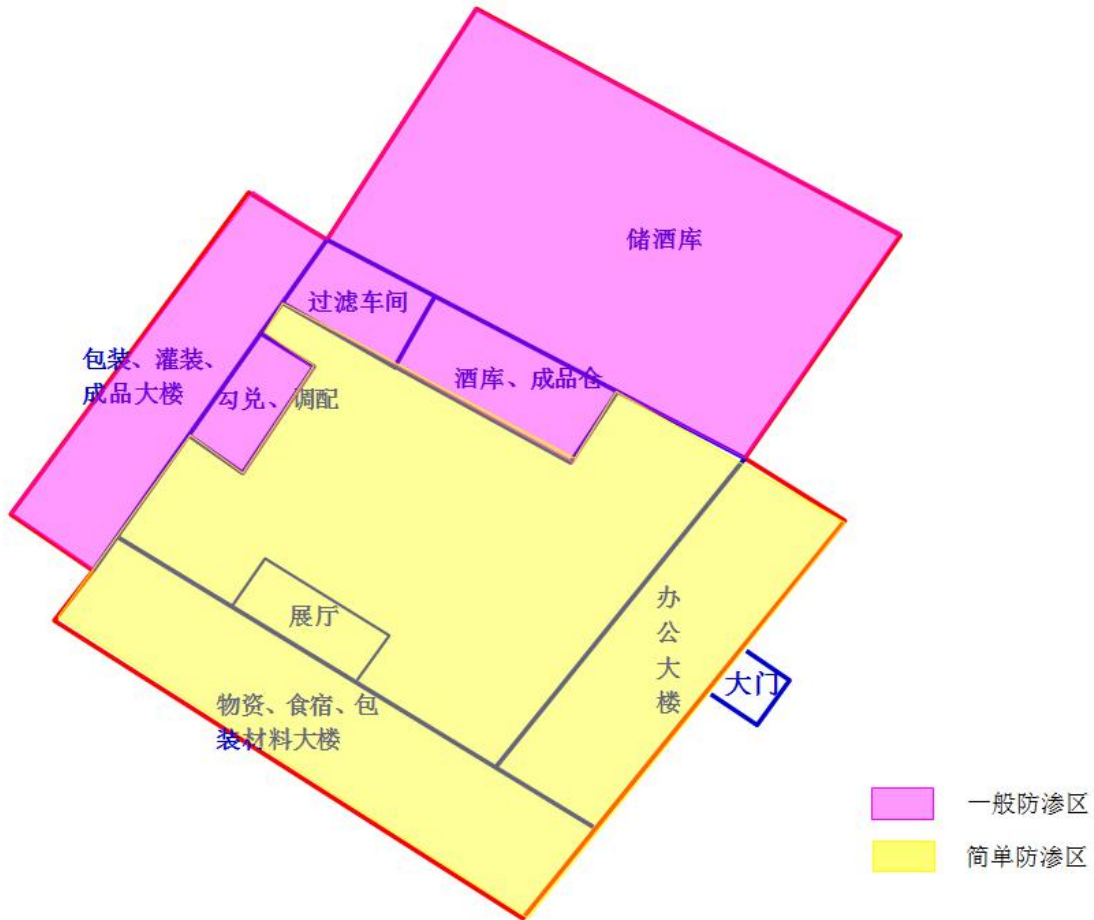 储酒库
过滤车间
包装、灌装、
成品大楼
酒库、成品仓
勾兑、调配
办
公
大
楼
展厅
大门
物资、食宿、包
装材料大楼
一般防渗区
简单防渗区